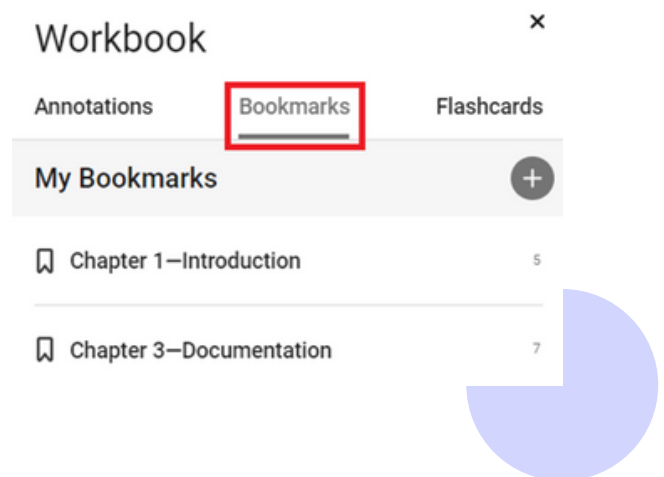 Workbook
×
Annotations Bookmarks Flashcards
My Bookmarks
+
Chapter 1—Introduction 5
Chapter 3—Documentation 7